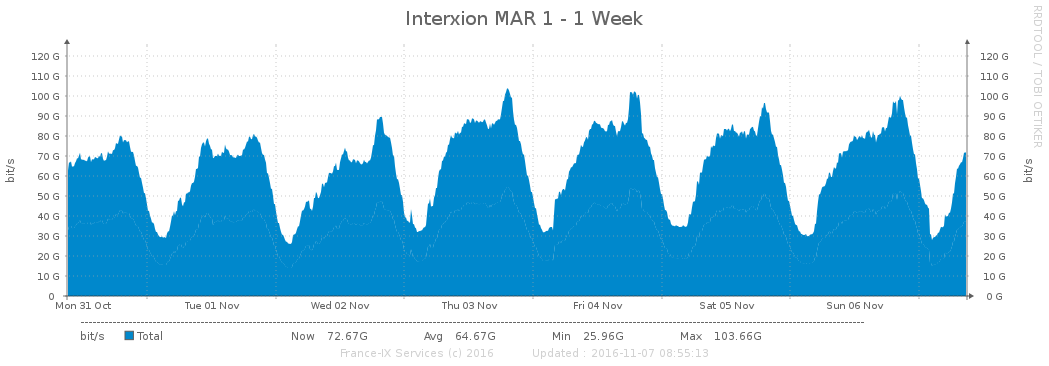 Interxion MAR 1 - 1 Week
RRDTOOL / TOBI OETIKER
bit/s
120 G 120 G
110 G 110 G
100 G 100 G
90 G 90 G
80 G 80 G
70 G 70 G
60 G 60 G
50 G 50 G
40 G 40 G
30 G 30 G
20 G 20 G
10 G 10 G
0 0 G
bit/s
Mon 31 Oct Tue 01 Nov Wed 02 Nov Thu 03 Nov Fri 04 Nov Sat 05 Nov Sun 06 Nov
bit/s Total Now 72.67G Avg 64.67G Min 25.96G Max 103.66G
France-IX Services (c) 2016 Updated : 2016-11-07 08:55:13